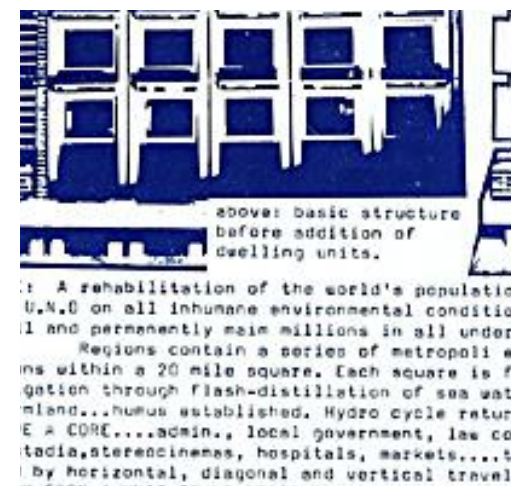 above: basic structure
before addition of
dwelling units.
: A rehabilitation of the world's populatio
U.N.O on all inhumane environmental conditio
l and permanently maim millions in all under
Regions contain a series of metropoli e
ns within a 20 mile square. Each square is f
gation through flash-distillation of sea wat
mland...humus established. Hydro cycle retur
E A CORE....admin., local government, law co
tadia,stereocinemas, hospitals, markets....t
by horizontal, diagonal and vertical travel